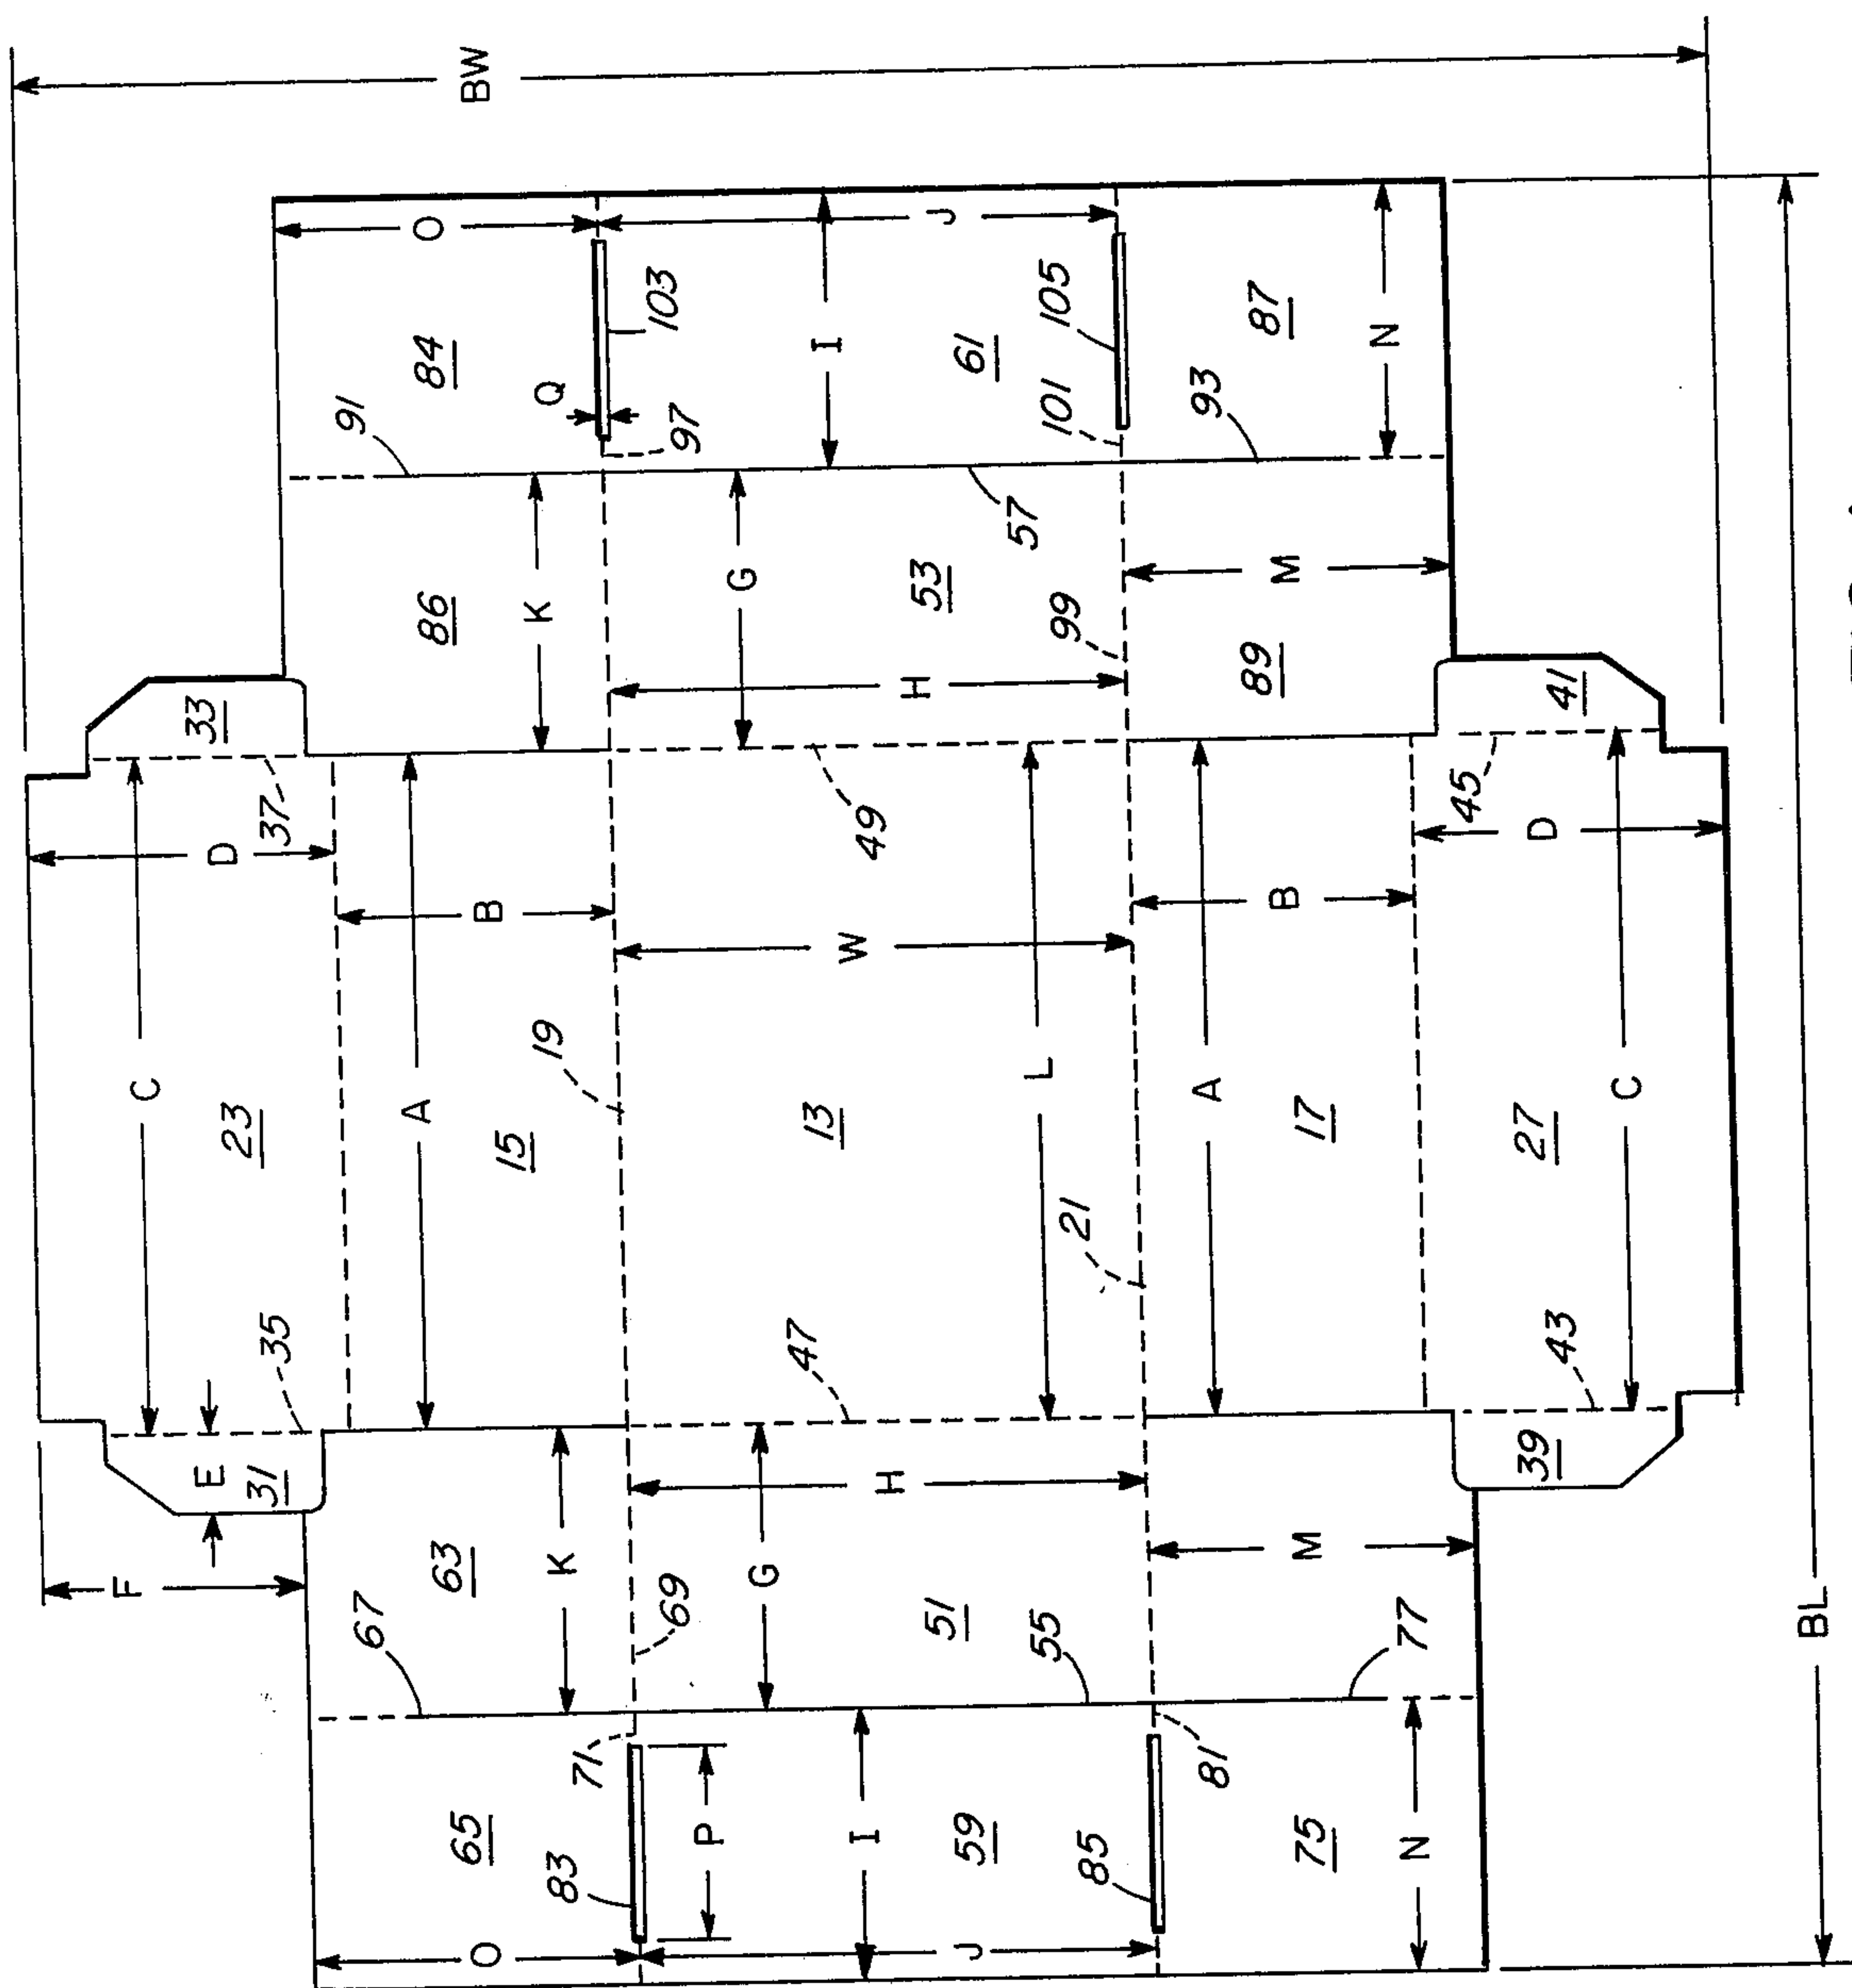 F
C
E
33
D
23
31
35
37
91
67
A
O
86
84
63
65
BW
O
B
15
19
K
Q
83
K
71
103
69
97
P
G
G
47
13
I
W
I
49
H
H
51
53
J
J
59
61
57
55
L
99
101
105
21
85
A
93
81
89
87
B
M
M
17
75
N
N
77
45
39
27
D
43
41
C
BL